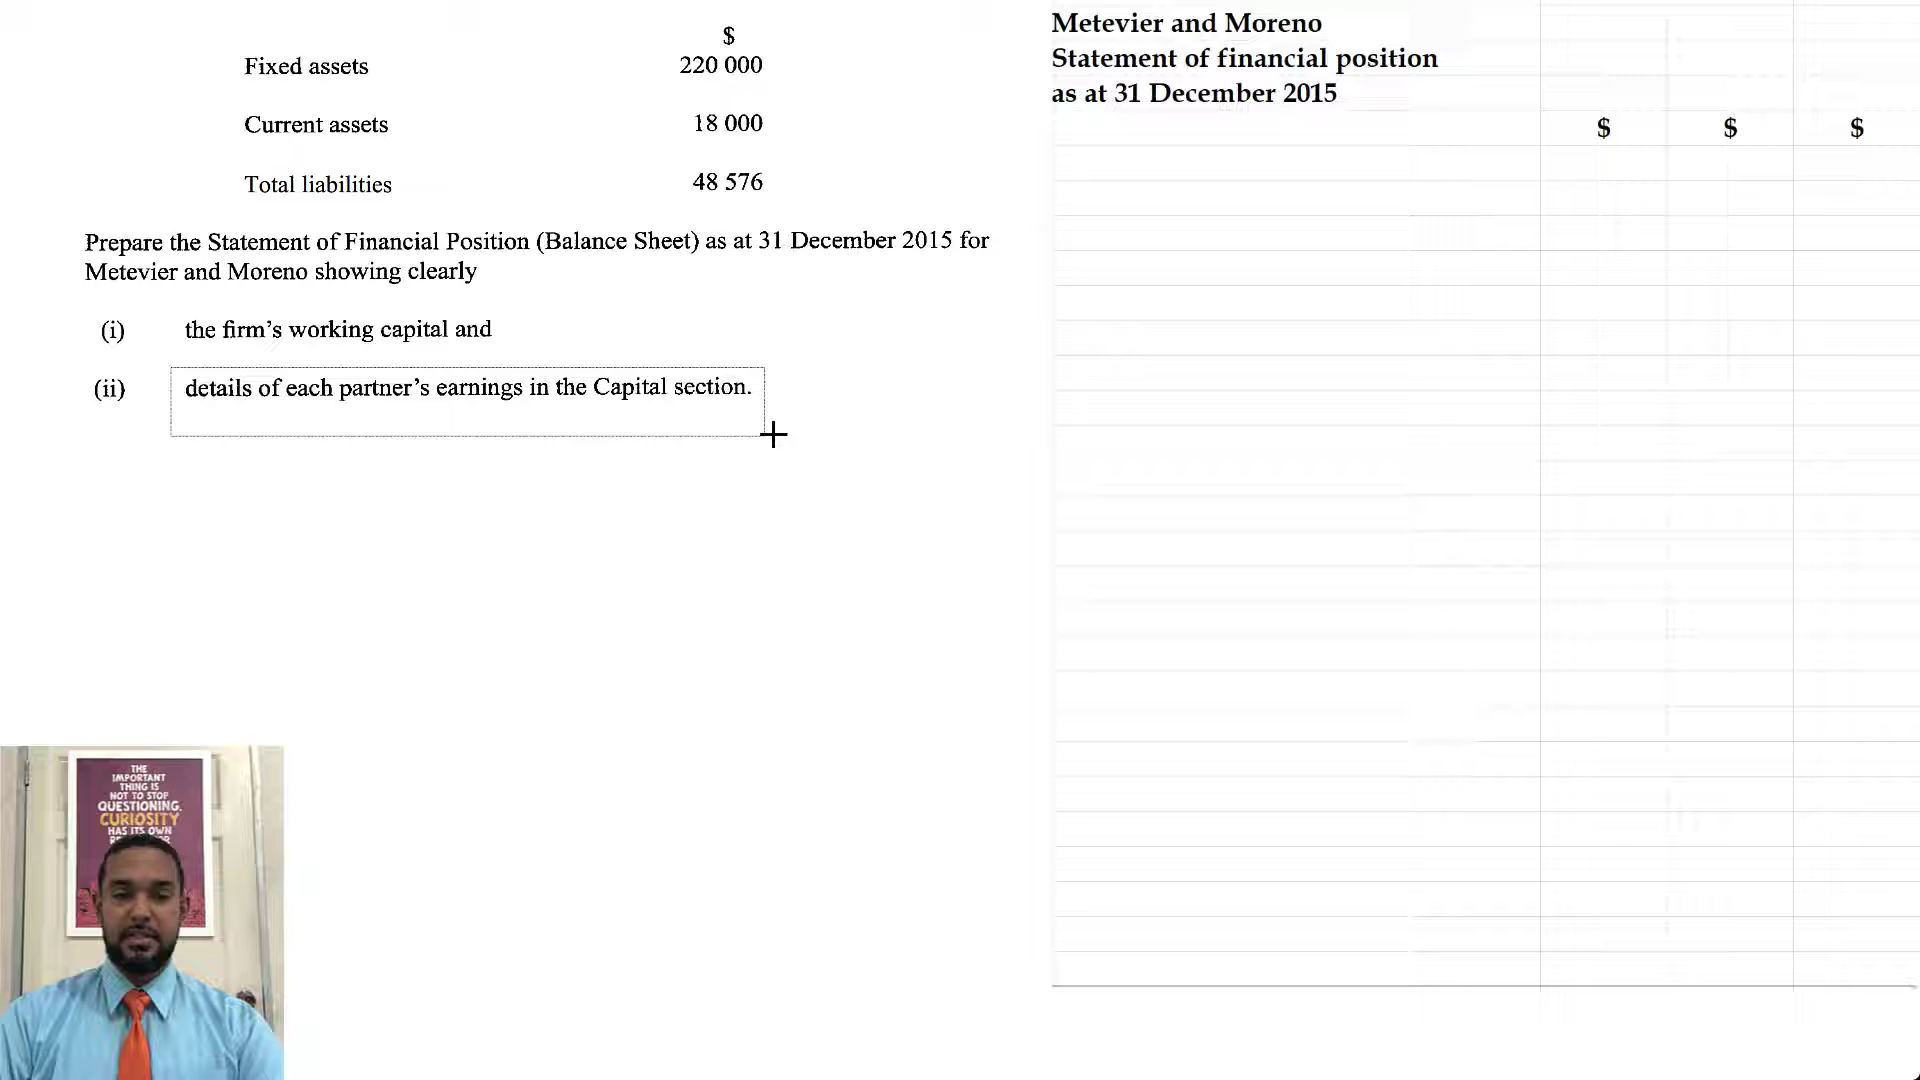 $
Fixed assets 220 000
Current assets 18 000
Total liabilities 48 576
Prepare the Statement of Financial Position (Balance Sheet) as at 31 December 2015 for
Metevier and Moreno showing clearly
(i) the firm's working capital and
(ii) details of each partner's earnings in the Capital section.
Metevier and Moreno
Statement of financial position
as at 31 December 2015
$ $ $
THE
IMPORTANT
THING IS
NOT TO STOP
QUESTIONING.
CURIOSITY
HAS ITS OWN